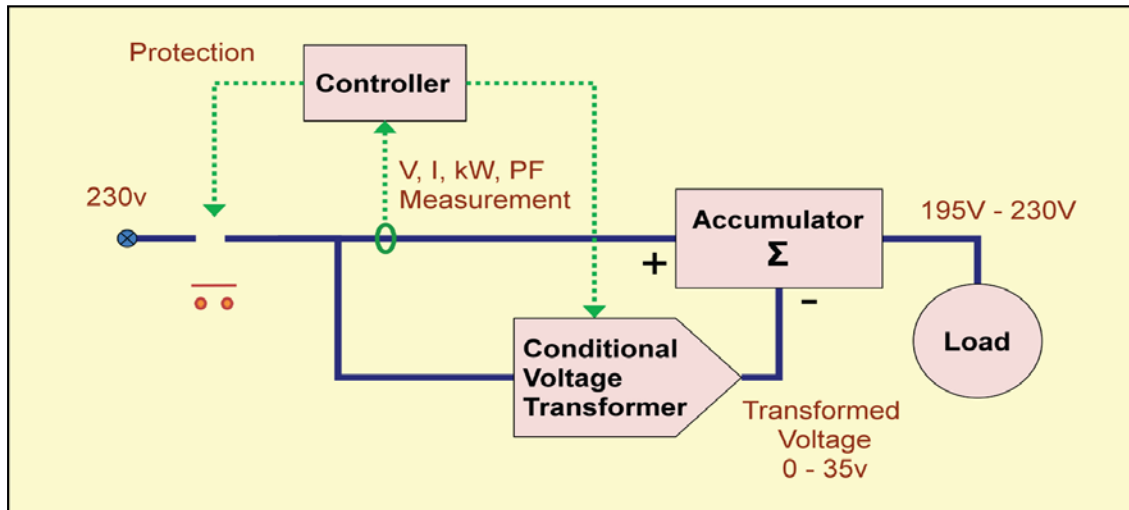 Protection
Controller
V, I, kW, PF
Measurement
230v
195V - 230V
Accumulator
Σ
+
-
Conditional
Voltage
Transformer
Load
Transformed
Voltage
0 - 35v